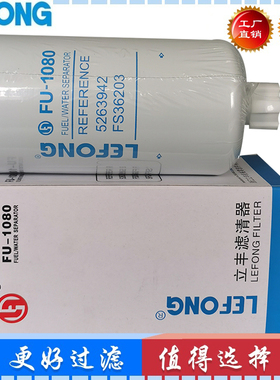 FONG
工厂
直销
FU-1080
FUEL/WATER SEPARATOR
REFERENCE
5263942
FS36203
LEFONG
FU-1080
FUEL/WATER SEPARATOR
立丰滤清器
LEFONG FILTER
LEFONG
®
更好过滤
值得选择